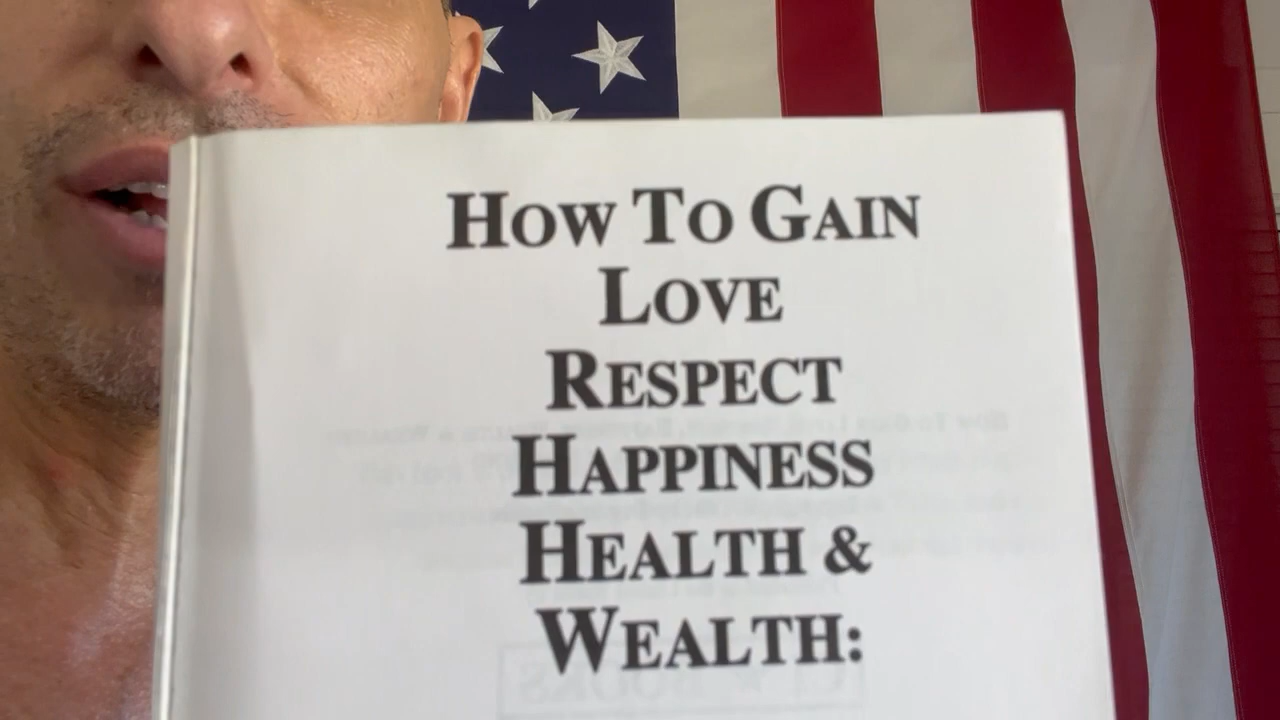 HOW TO GAIN
LOVE
RESPECT
HAPPINESS
HEALTH &
WEALTH: